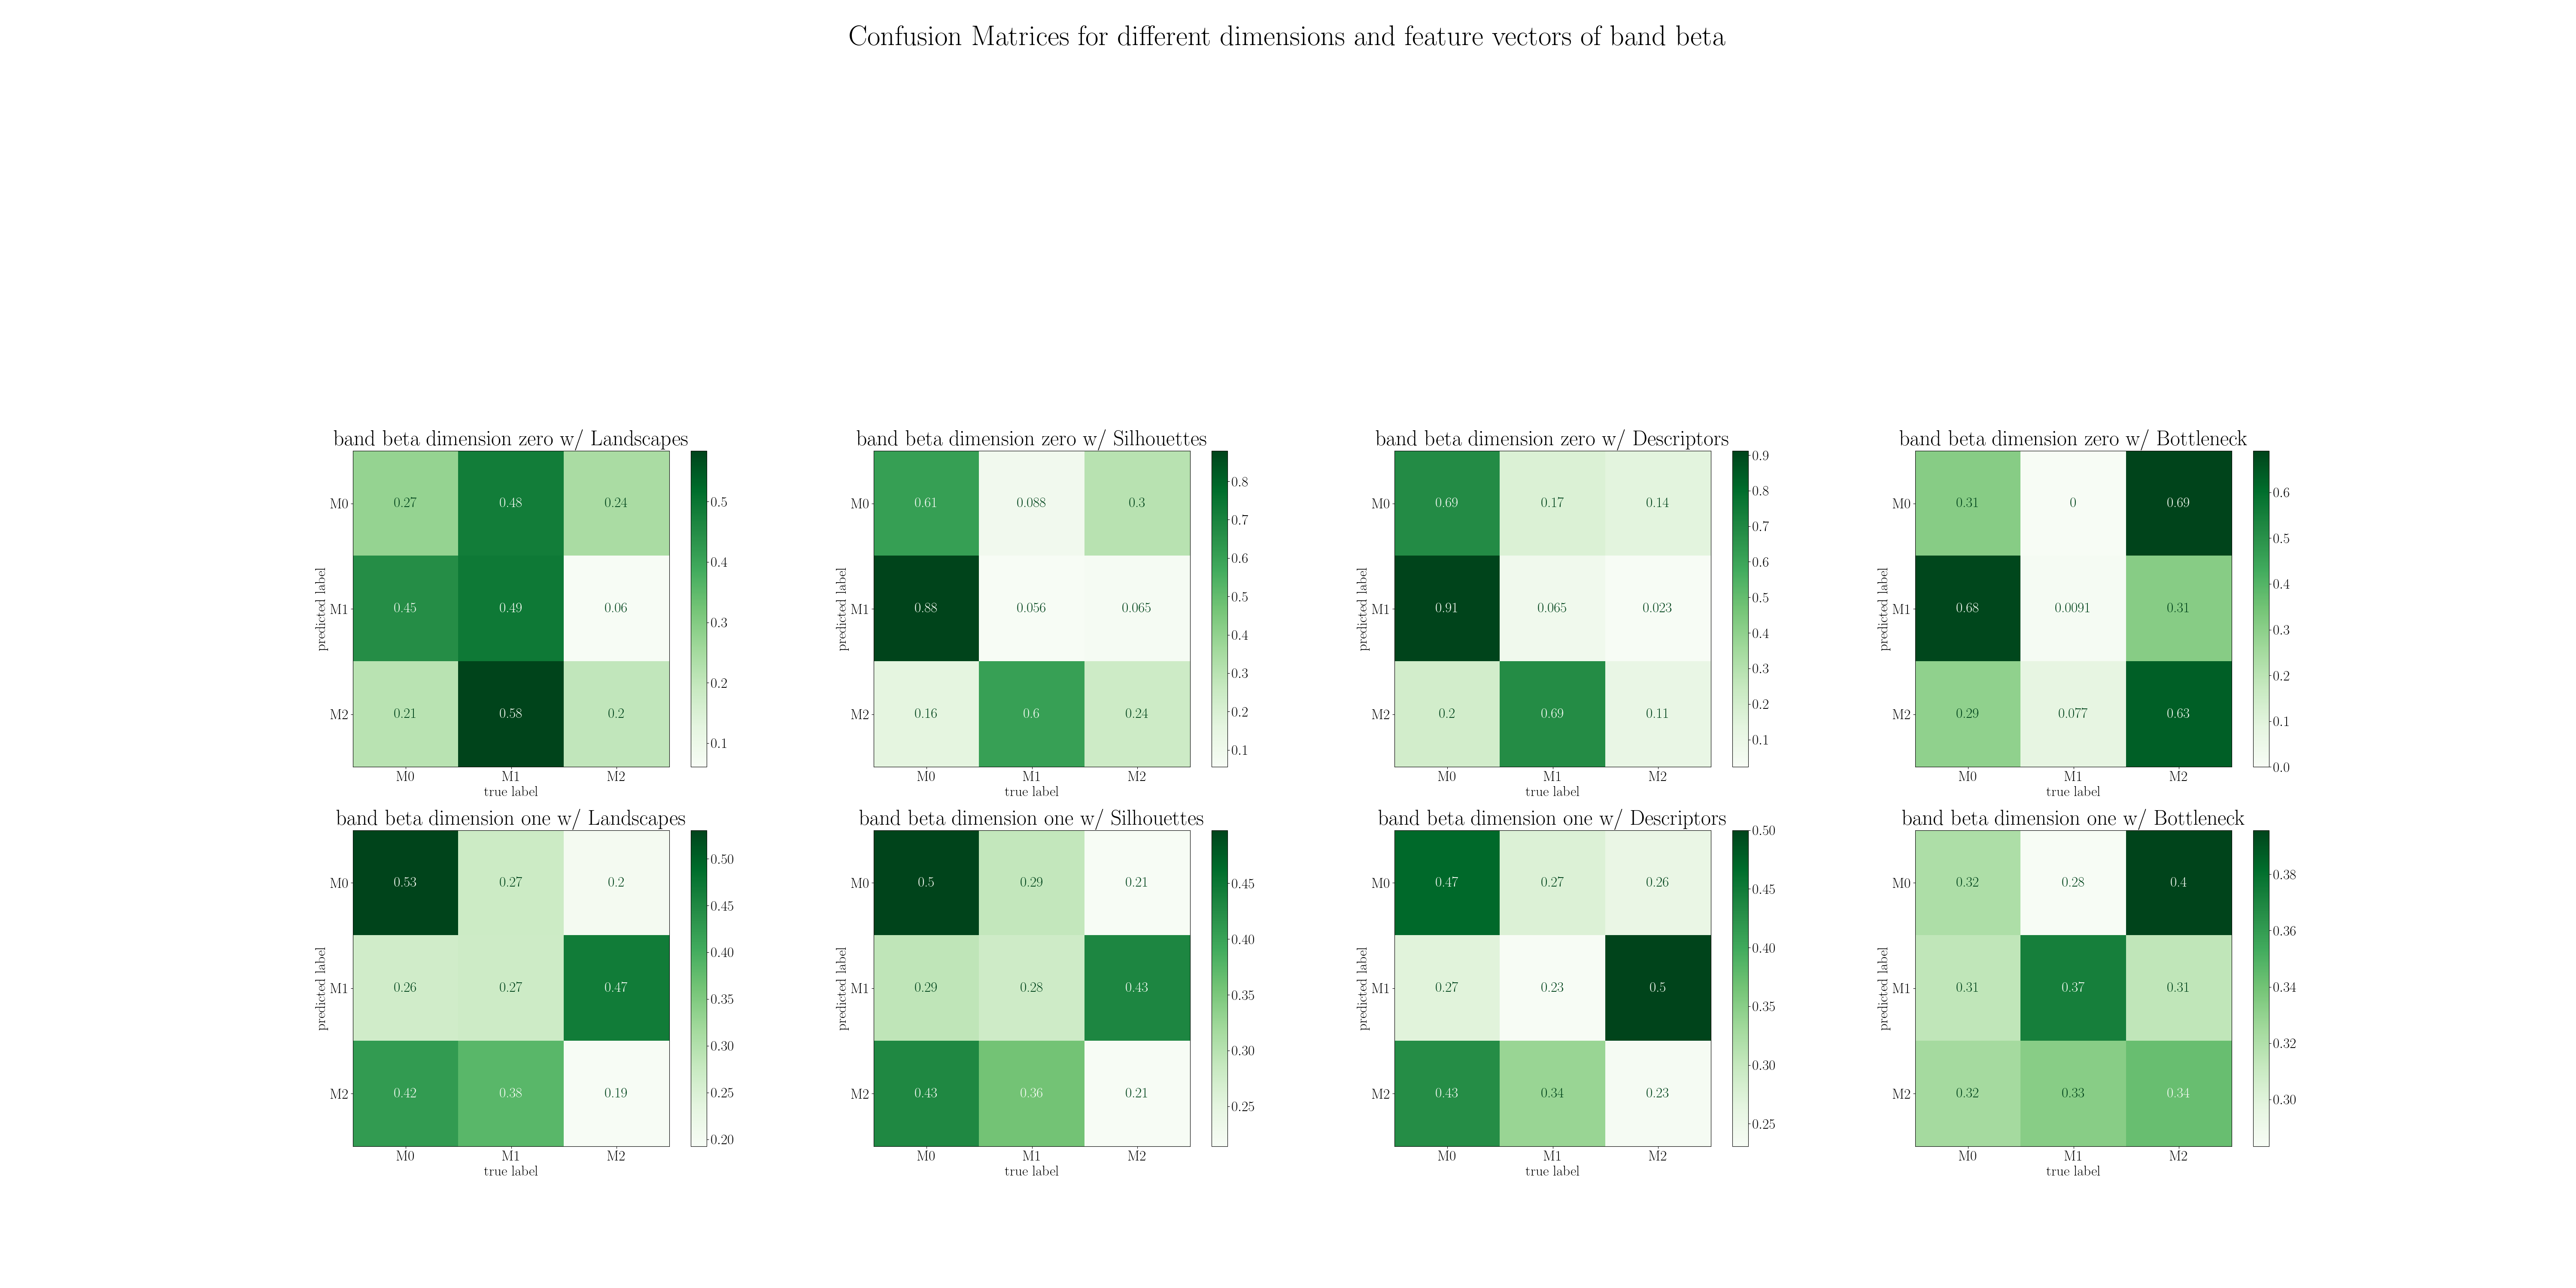 Confusion Matrices for different dimensions and feature vectors of band beta
band beta dimension zero w/ Landscapes
predicted label
M0 0.27 0.48 0.24
M1 0.45 0.49 0.06
M2 0.21 0.58 0.2
M0 M1 M2
true label
0.5
0.4
0.3
0.2
0.1
band beta dimension zero w/ Silhouettes
predicted label
M0 0.61 0.088 0.3
M1 0.88 0.056 0.065
M2 0.16 0.6 0.24
M0 M1 M2
true label
0.8
0.7
0.6
0.5
0.4
0.3
0.2
0.1
band beta dimension zero w/ Descriptors
predicted label
M0 0.69 0.17 0.14
M1 0.91 0.065 0.023
M2 0.2 0.69 0.11
M0 M1 M2
true label
0.9
0.8
0.7
0.6
0.5
0.4
0.3
0.2
0.1
band beta dimension zero w/ Bottleneck
predicted label
M0 0.31 0 0.69
M1 0.68 0.0091 0.31
M2 0.29 0.077 0.63
M0 M1 M2
true label
0.6
0.5
0.4
0.3
0.2
0.1
0.0
band beta dimension one w/ Landscapes
predicted label
M0 0.53 0.27 0.2
M1 0.26 0.27 0.47
M2 0.42 0.38 0.19
M0 M1 M2
true label
0.50
0.45
0.40
0.35
0.30
0.25
0.20
band beta dimension one w/ Silhouettes
predicted label
M0 0.5 0.29 0.21
M1 0.29 0.28 0.43
M2 0.43 0.36 0.21
M0 M1 M2
true label
0.45
0.40
0.35
0.30
0.25
band beta dimension one w/ Descriptors
predicted label
M0 0.47 0.27 0.26
M1 0.27 0.23 0.5
M2 0.43 0.34 0.23
M0 M1 M2
true label
0.50
0.45
0.40
0.35
0.30
0.25
band beta dimension one w/ Bottleneck
predicted label
M0 0.32 0.28 0.4
M1 0.31 0.37 0.31
M2 0.32 0.33 0.34
M0 M1 M2
true label
0.38
0.36
0.34
0.32
0.30